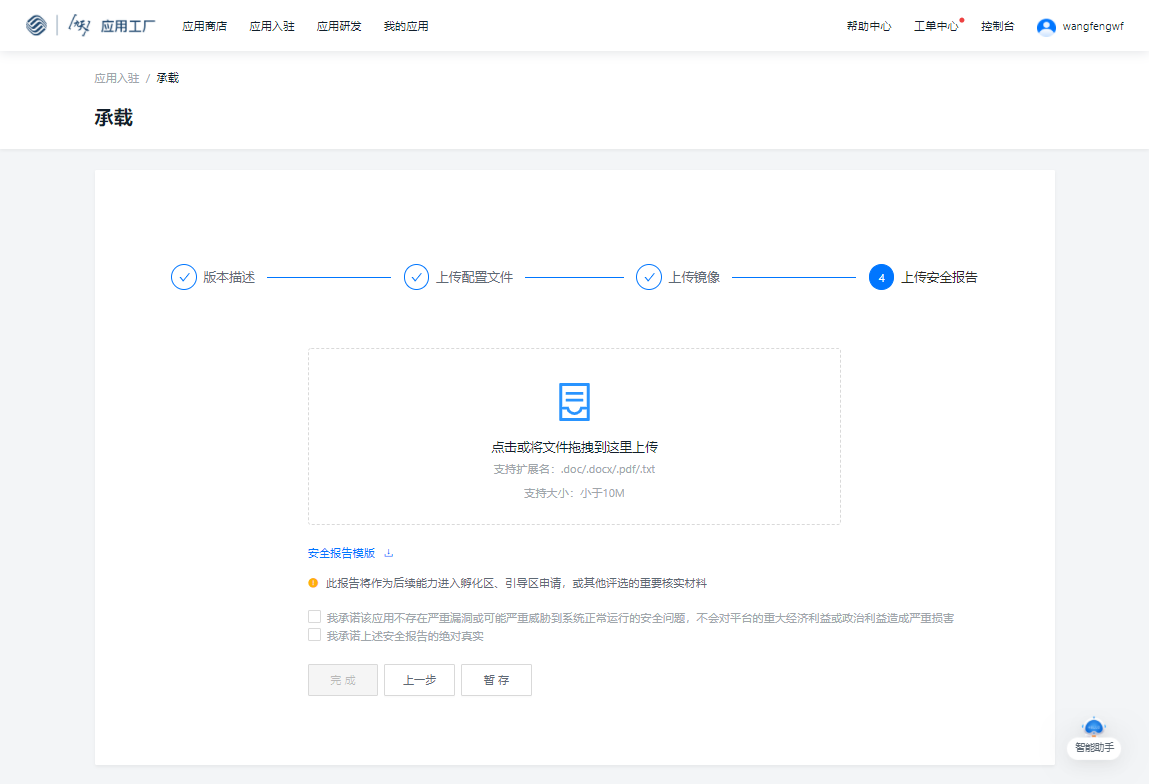 应用工厂 应用商店 应用入驻 应用研发 我的应用 帮助中心 工单中心 控制台 wangfengwf
应用入驻 / 承载
承载
版本描述 上传配置文件 上传镜像 4 上传安全报告
点击或将文件拖拽到这里上传
支持扩展名：.doc/.docx/.pdf/.txt
支持大小：小于10M
安全报告模版
此报告将作为后续能力进入孵化区、引导区申请，或其他评选的重要核实材料
我承诺该应用不存在严重漏洞或可能严重威胁到系统正常运行的安全问题，不会对平台的重大经济利益或政治利益造成严重损害
我承诺上述安全报告的绝对真实
完 成 上一步 暂 存
智能助手